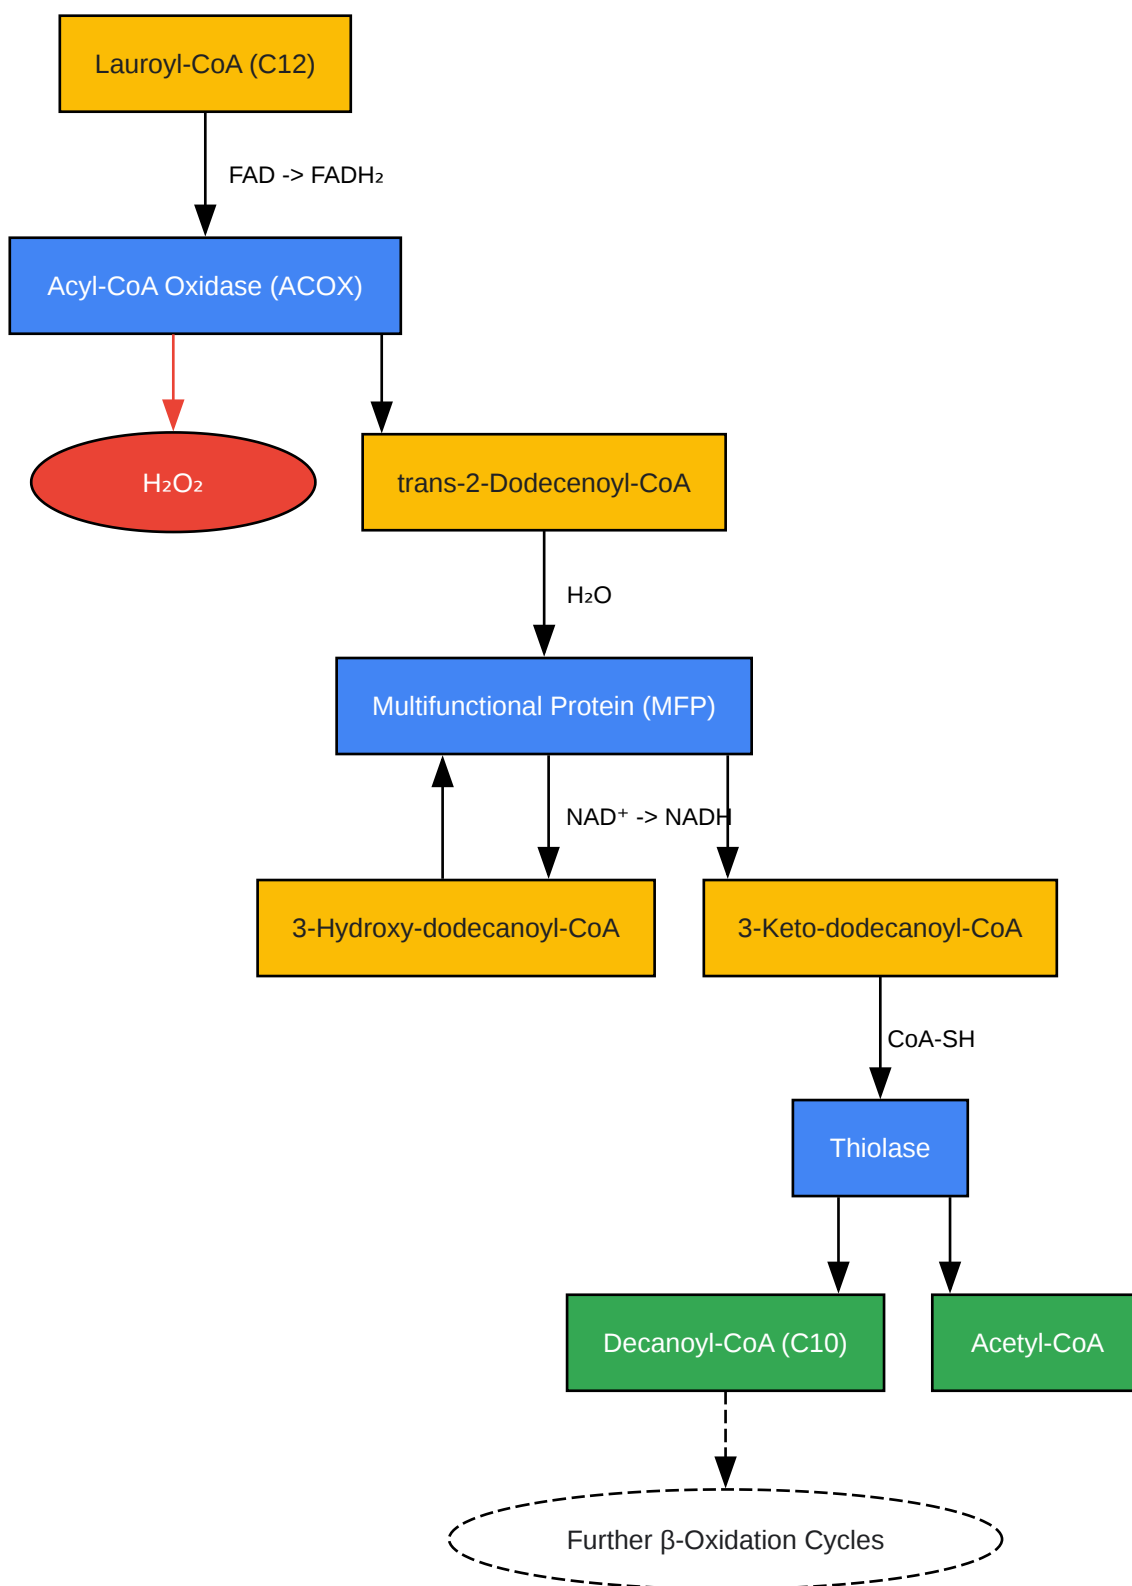 Lauroyl-CoA (C12)
FAD -> FADH₂
Acyl-CoA Oxidase (ACOX)
H₂O₂
trans-2-Dodecenoyl-CoA
H₂O
Multifunctional Protein (MFP)
NAD⁺ -> NADH
3-Hydroxy-dodecanoyl-CoA
3-Keto-dodecanoyl-CoA
CoA-SH
Thiolase
Decanoyl-CoA (C10)
Acetyl-CoA
Further β-Oxidation Cycles